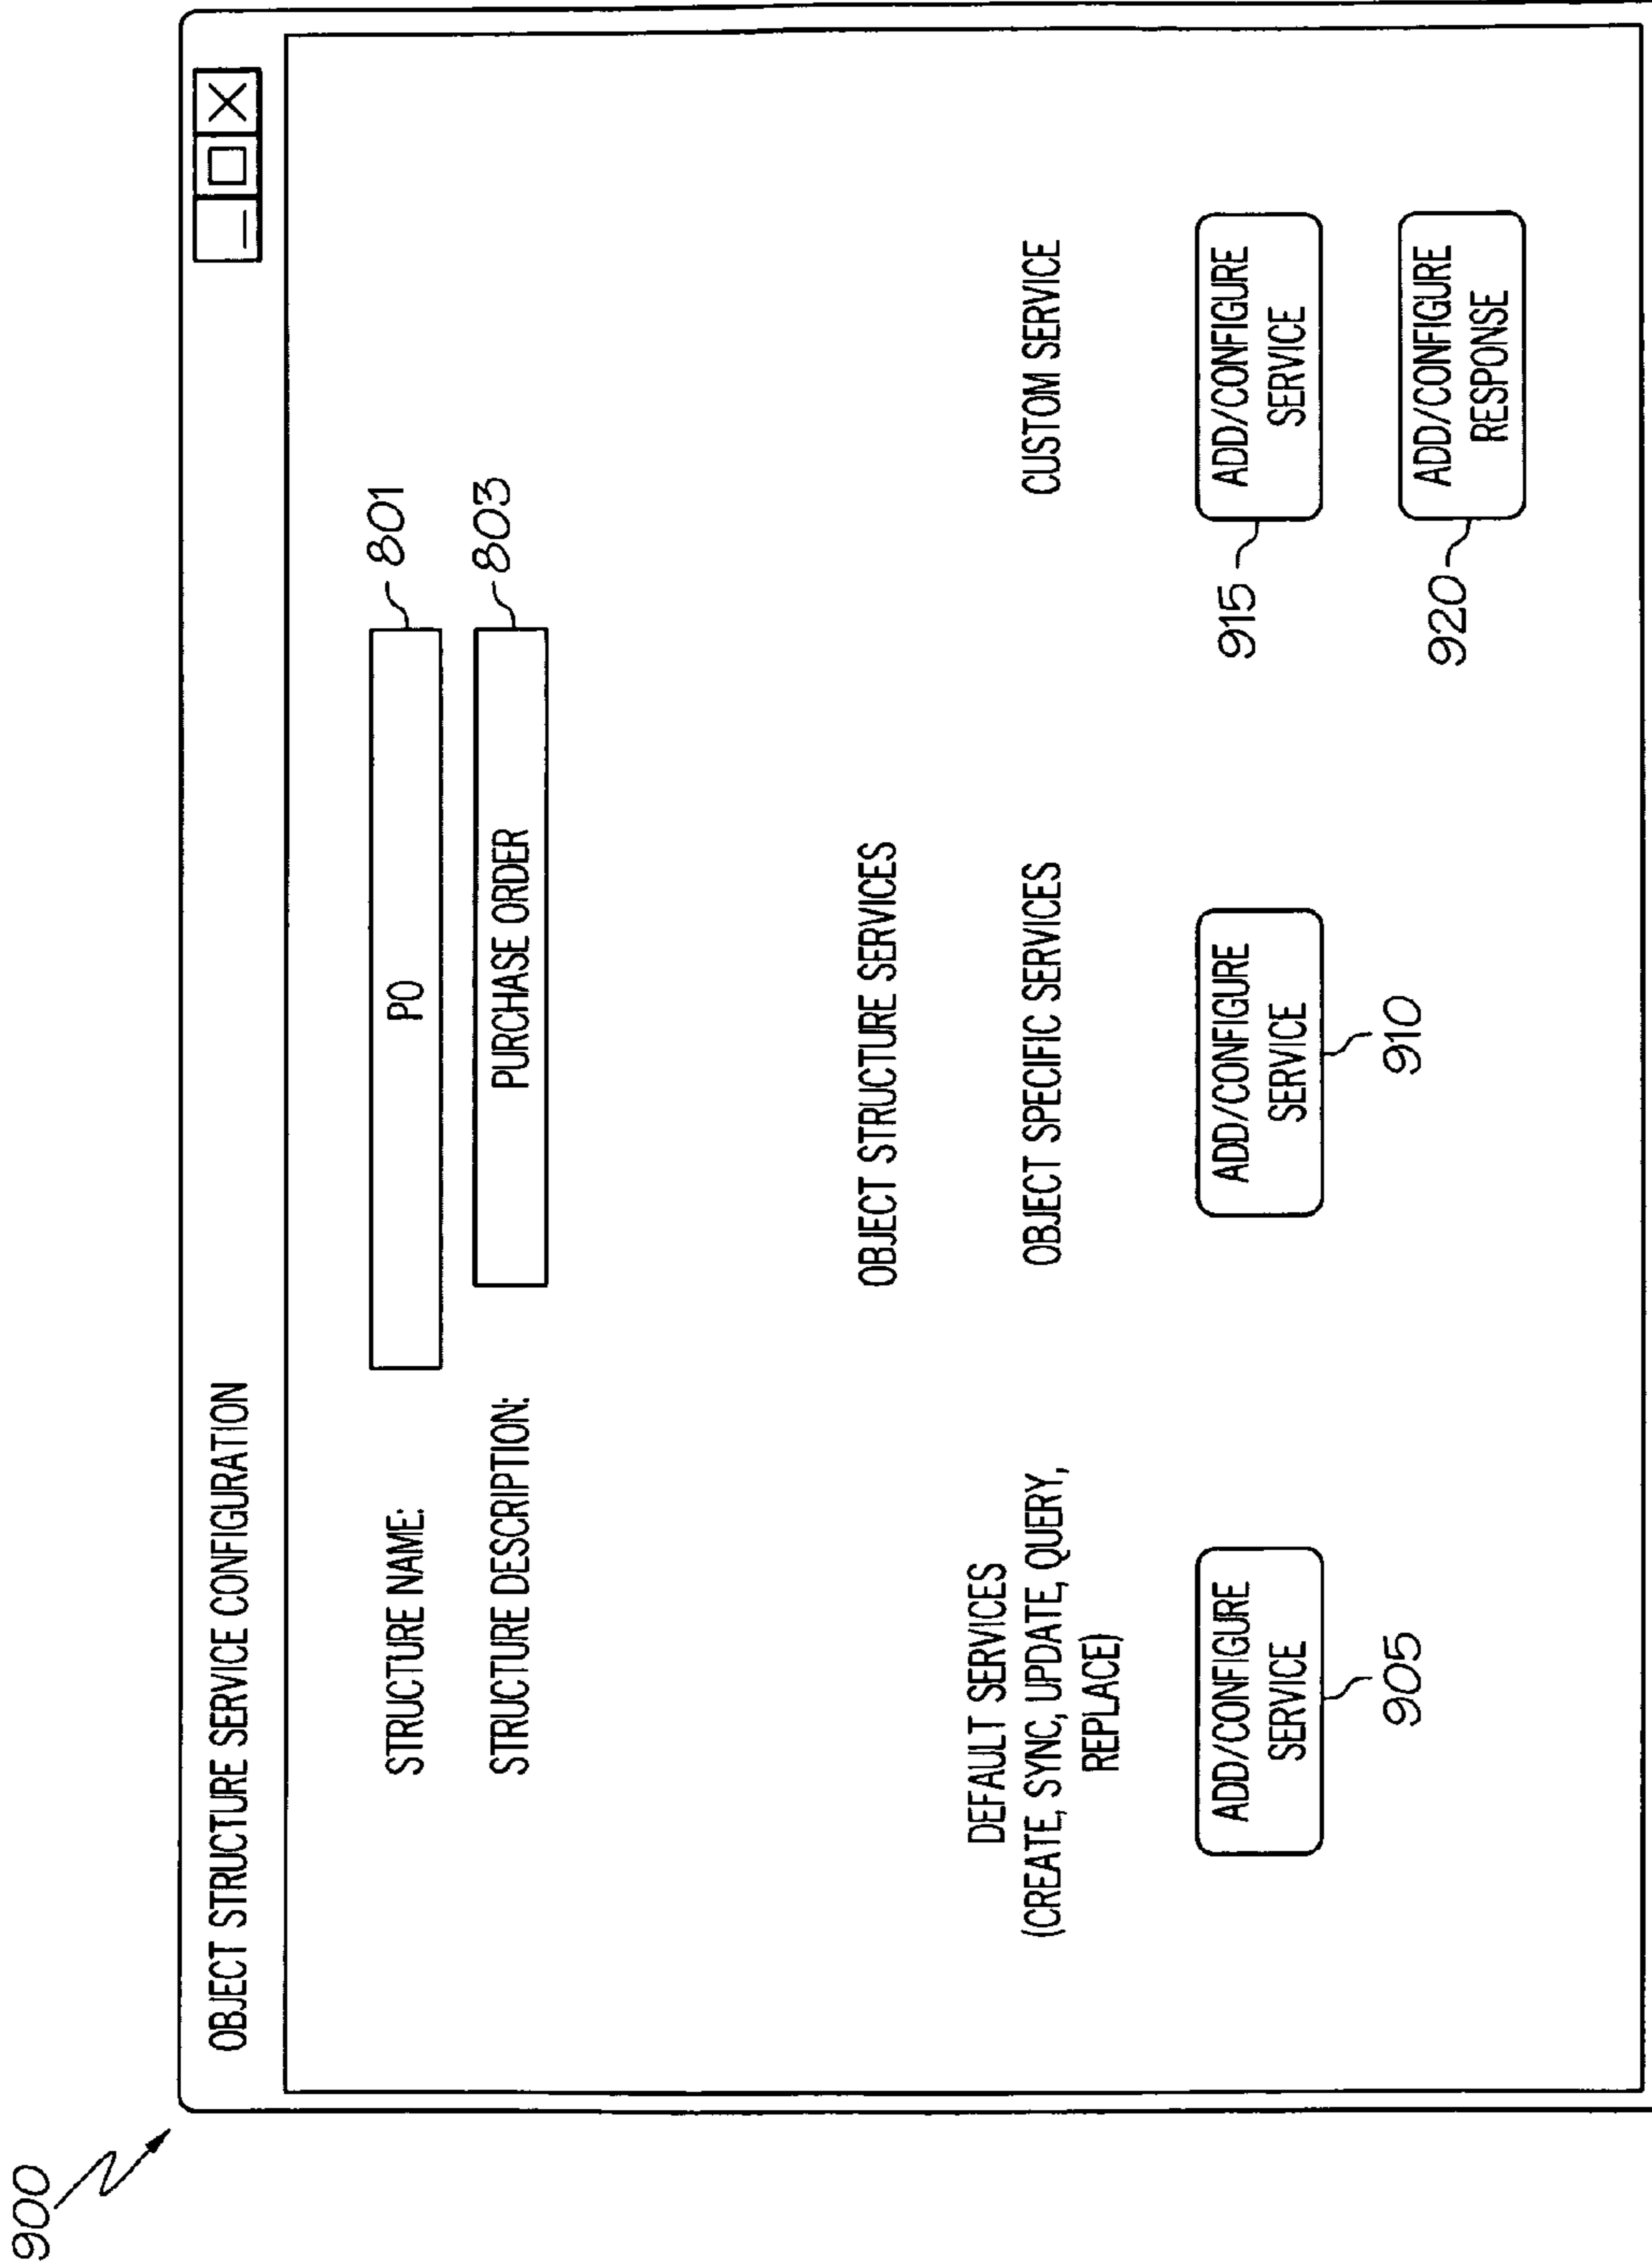 900
OBJECT STRUCTURE SERVICE CONFIGURATION
STRUCTURE NAME:
PO
801
STRUCTURE DESCRIPTION:
PURCHASE ORDER
803
OBJECT STRUCTURE SERVICES
DEFAULT SERVICES
(CREATE, SYNC, UPDATE, QUERY,
REPLACE)
ADD/CONFIGURE
SERVICE
905
OBJECT SPECIFIC SERVICES
ADD/CONFIGURE
SERVICE
910
CUSTOM SERVICE
915
ADD/CONFIGURE
SERVICE
920
ADD/CONFIGURE
RESPONSE